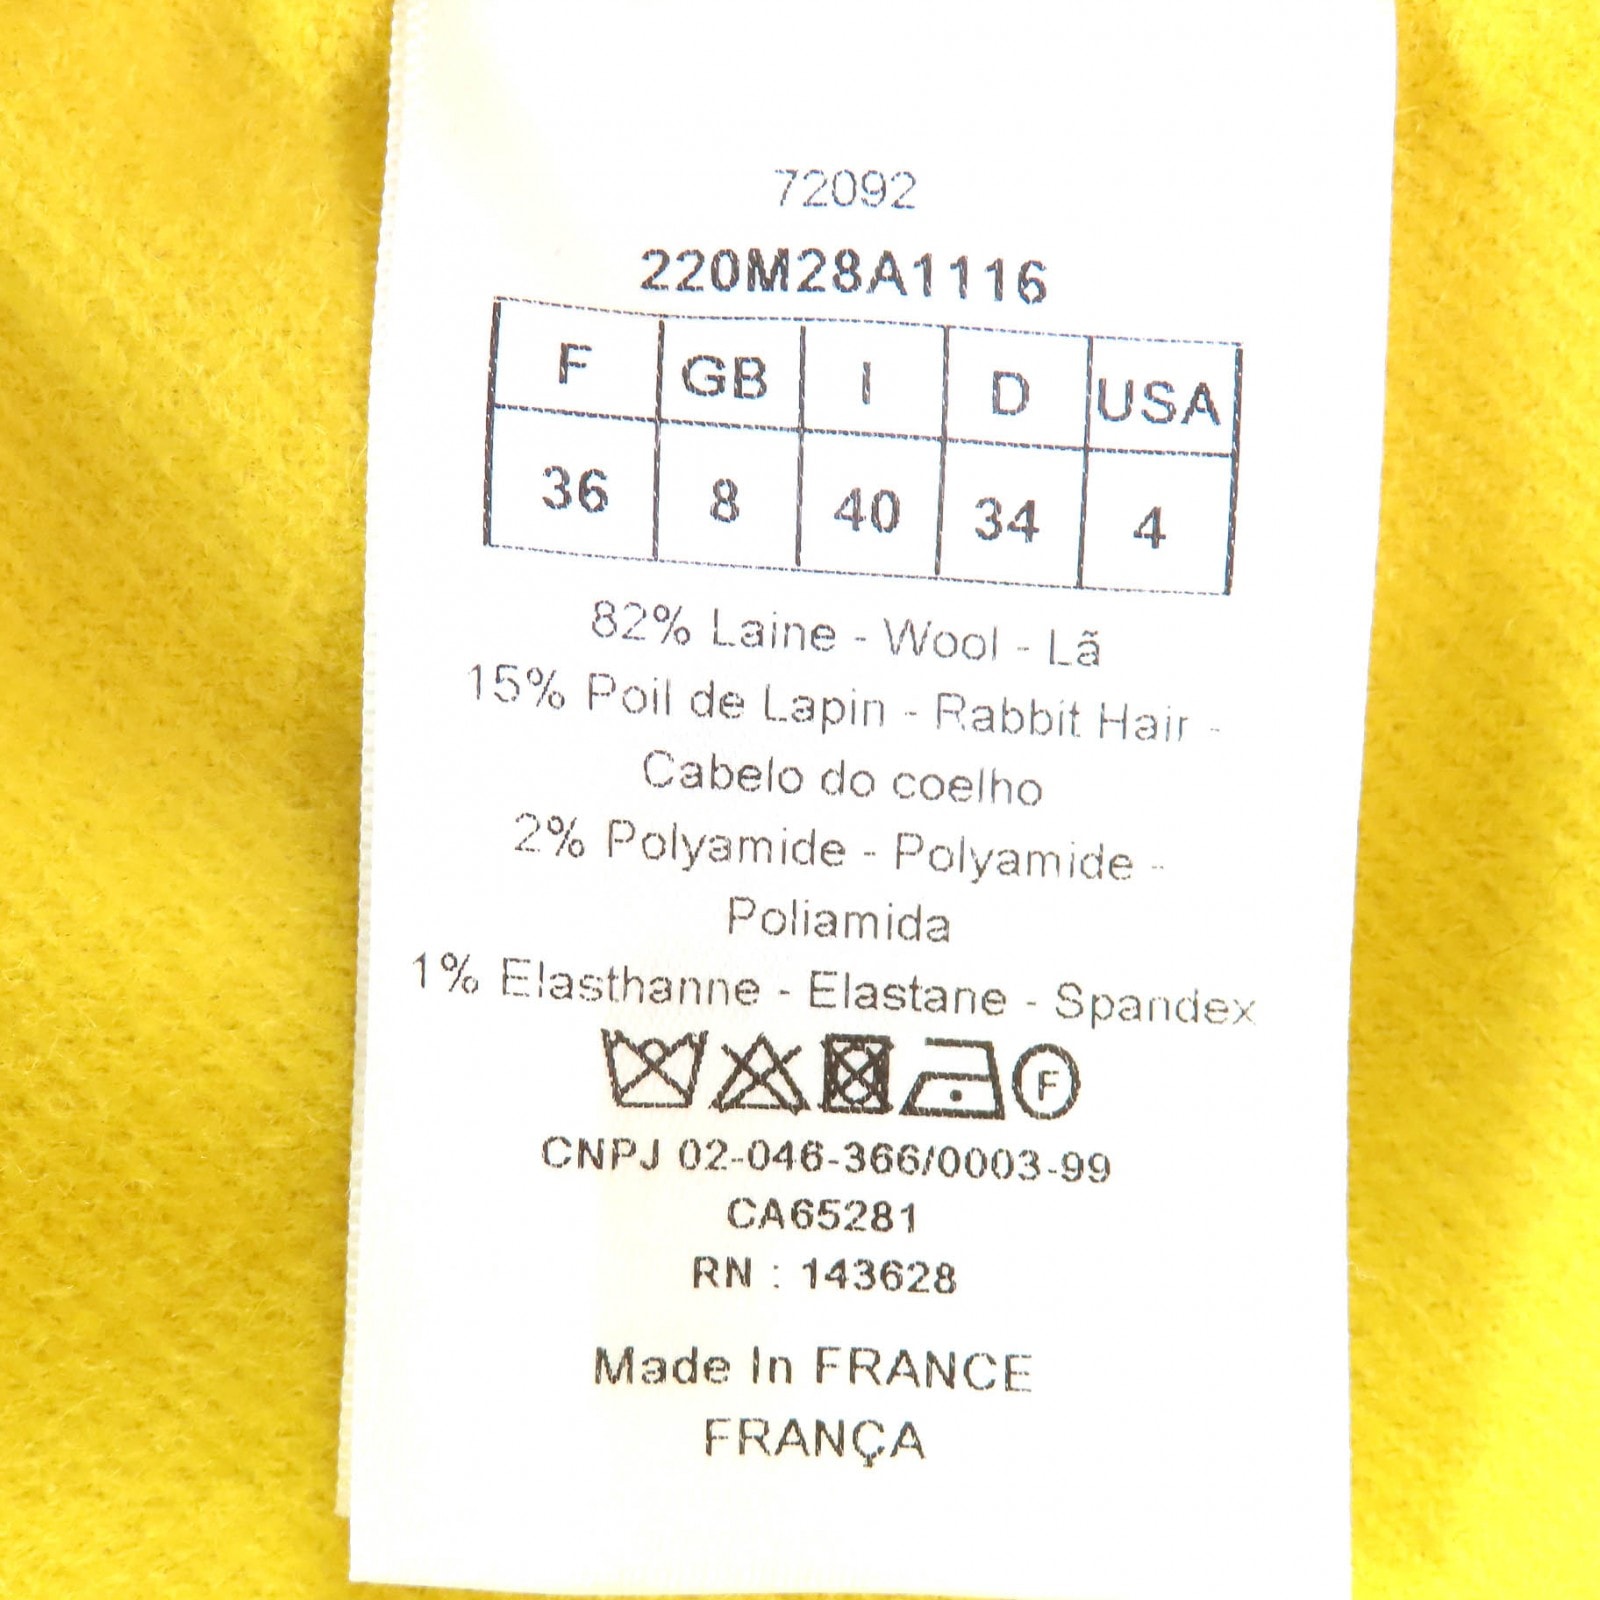 72092
220M28A1116
F GB I D USA
36 8 40 34 4
82% Laine - Wool - Lã
15% Poil de Lapin - Rabbit Hair -
Cabelo do coelho
2% Polyamide - Polyamide -
Poliamida
1% Elasthanne - Elastane - Spandex
F
CNPJ 02-046-366/0003-99
CA65281
RN : 143628
Made In FRANCE
FRANÇA